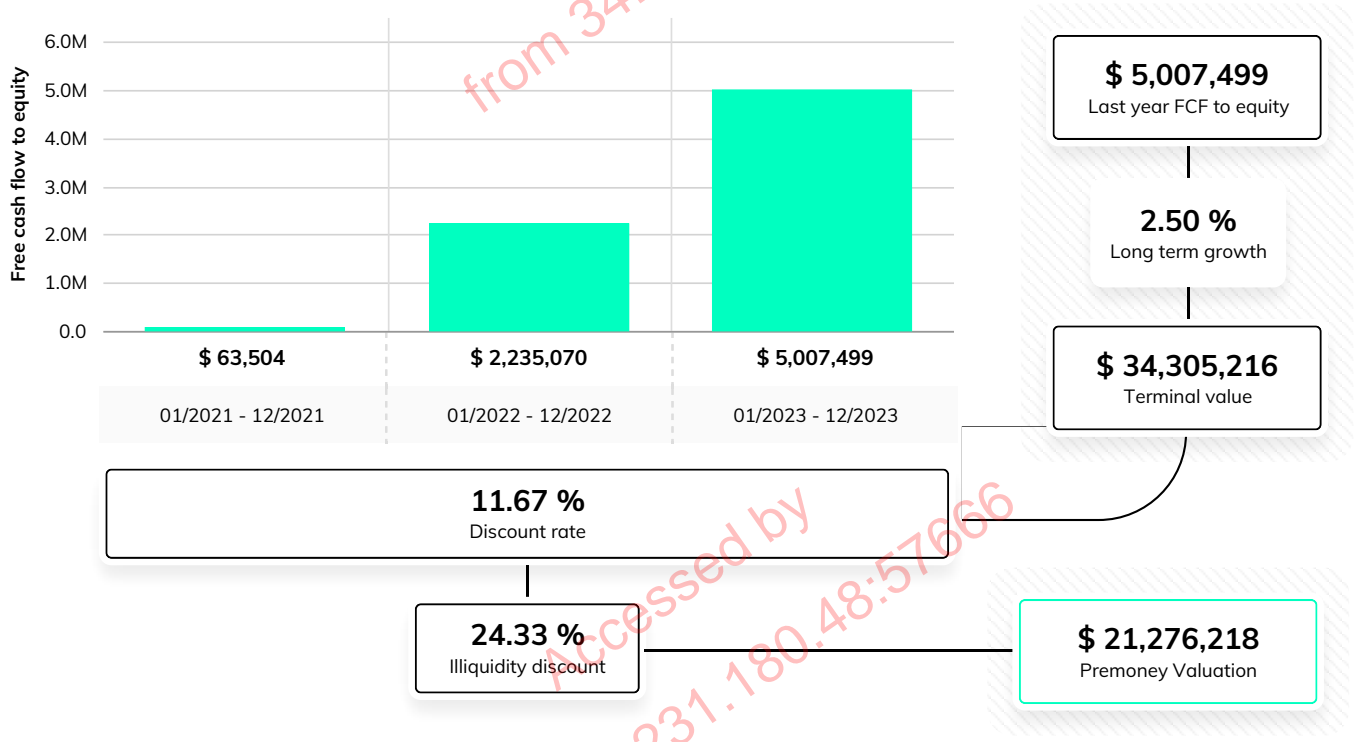 Free cash flow to equity
6.0M
5.0M
4.0M
3.0M
2.0M
1.0M
0.0
$ 63,504
$ 2,235,070
$ 5,007,499
01/2021 - 12/2021
01/2022 - 12/2022
01/2023 - 12/2023
11.67 %
Discount rate
24.33 %
Illiquidity discount
$ 5,007,499
Last year FCF to equity
2.50 %
Long term growth
$ 34,305,216
Terminal value
$ 21,276,218
Premoney Valuation
Accessed by
from 34.
231.180.48:57666